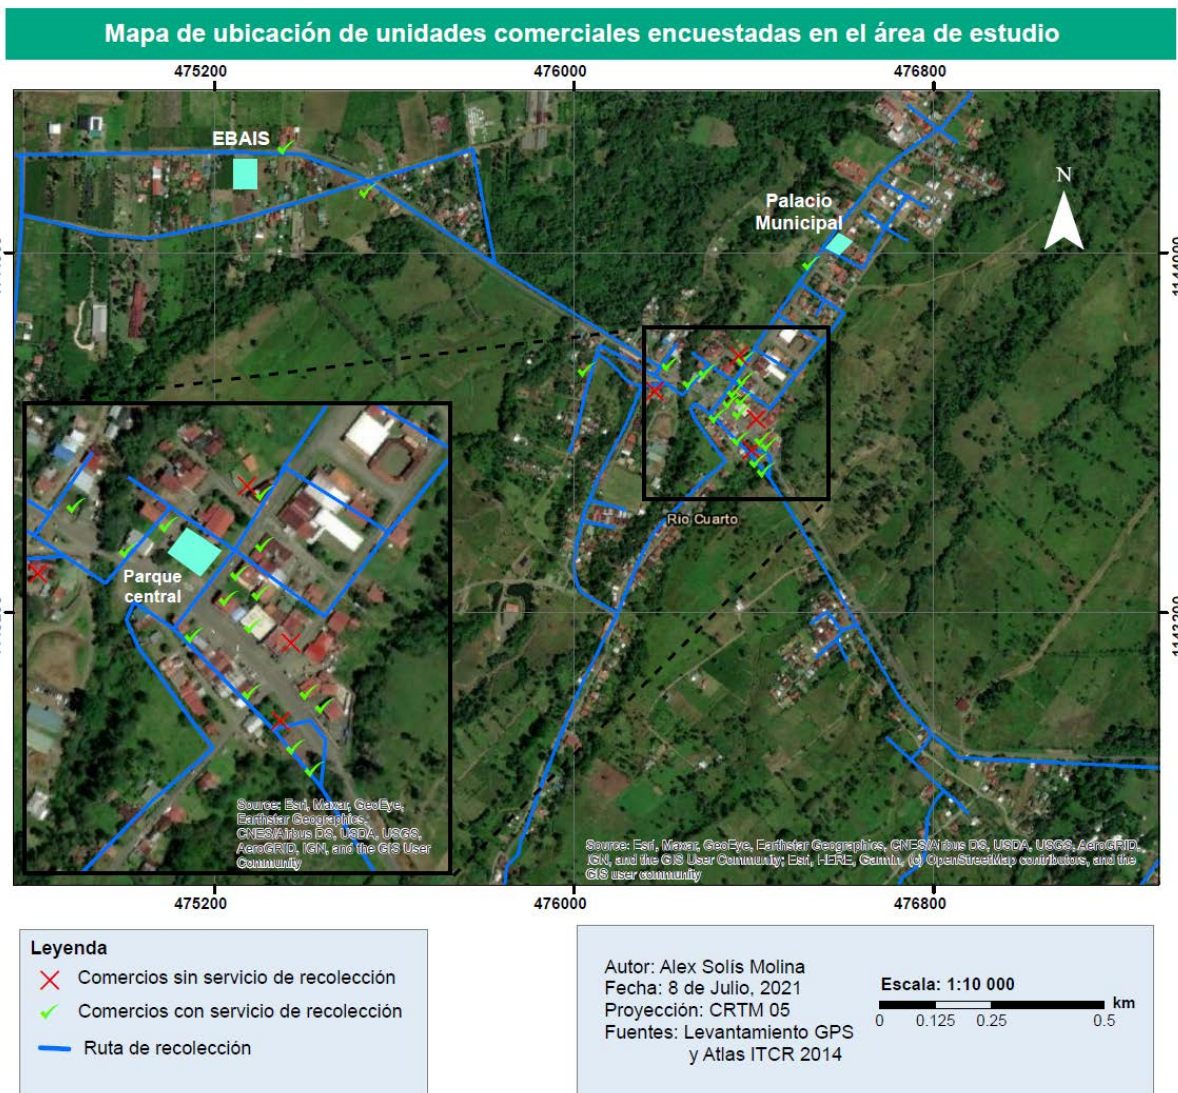 Mapa de ubicación de unidades comerciales encuestadas en el área de estudio
475200
476000
476800
EBAIS
N
Palacio
Municipal
1144000
Río Cuarto
Parque
central
1143200
Source: Esri, Maxar, GeoEye,
Earthstar Geographics,
CNES/Airbus DS, USDA, USGS,
AeroGRID, IGN, and the GIS User
Community
Source: Esri, Maxar, GeoEye, Earthstar Geographics, CNES/Airbus DS, USDA, USGS, AeroGRID,
IGN, and the GIS User Community; Esri, HERE, Garmin, (c) OpenStreetMap contributors, and the
GIS user community
475200
476000
476800
Leyenda
Comercios sin servicio de recolección
Comercios con servicio de recolección
Ruta de recolección
Autor: Alex Solís Molina
Fecha: 8 de Julio, 2021
Proyección: CRTM 05
Fuentes: Levantamiento GPS
y Atlas ITCR 2014
Escala: 1:10 000
km
0 0.125 0.25 0.5